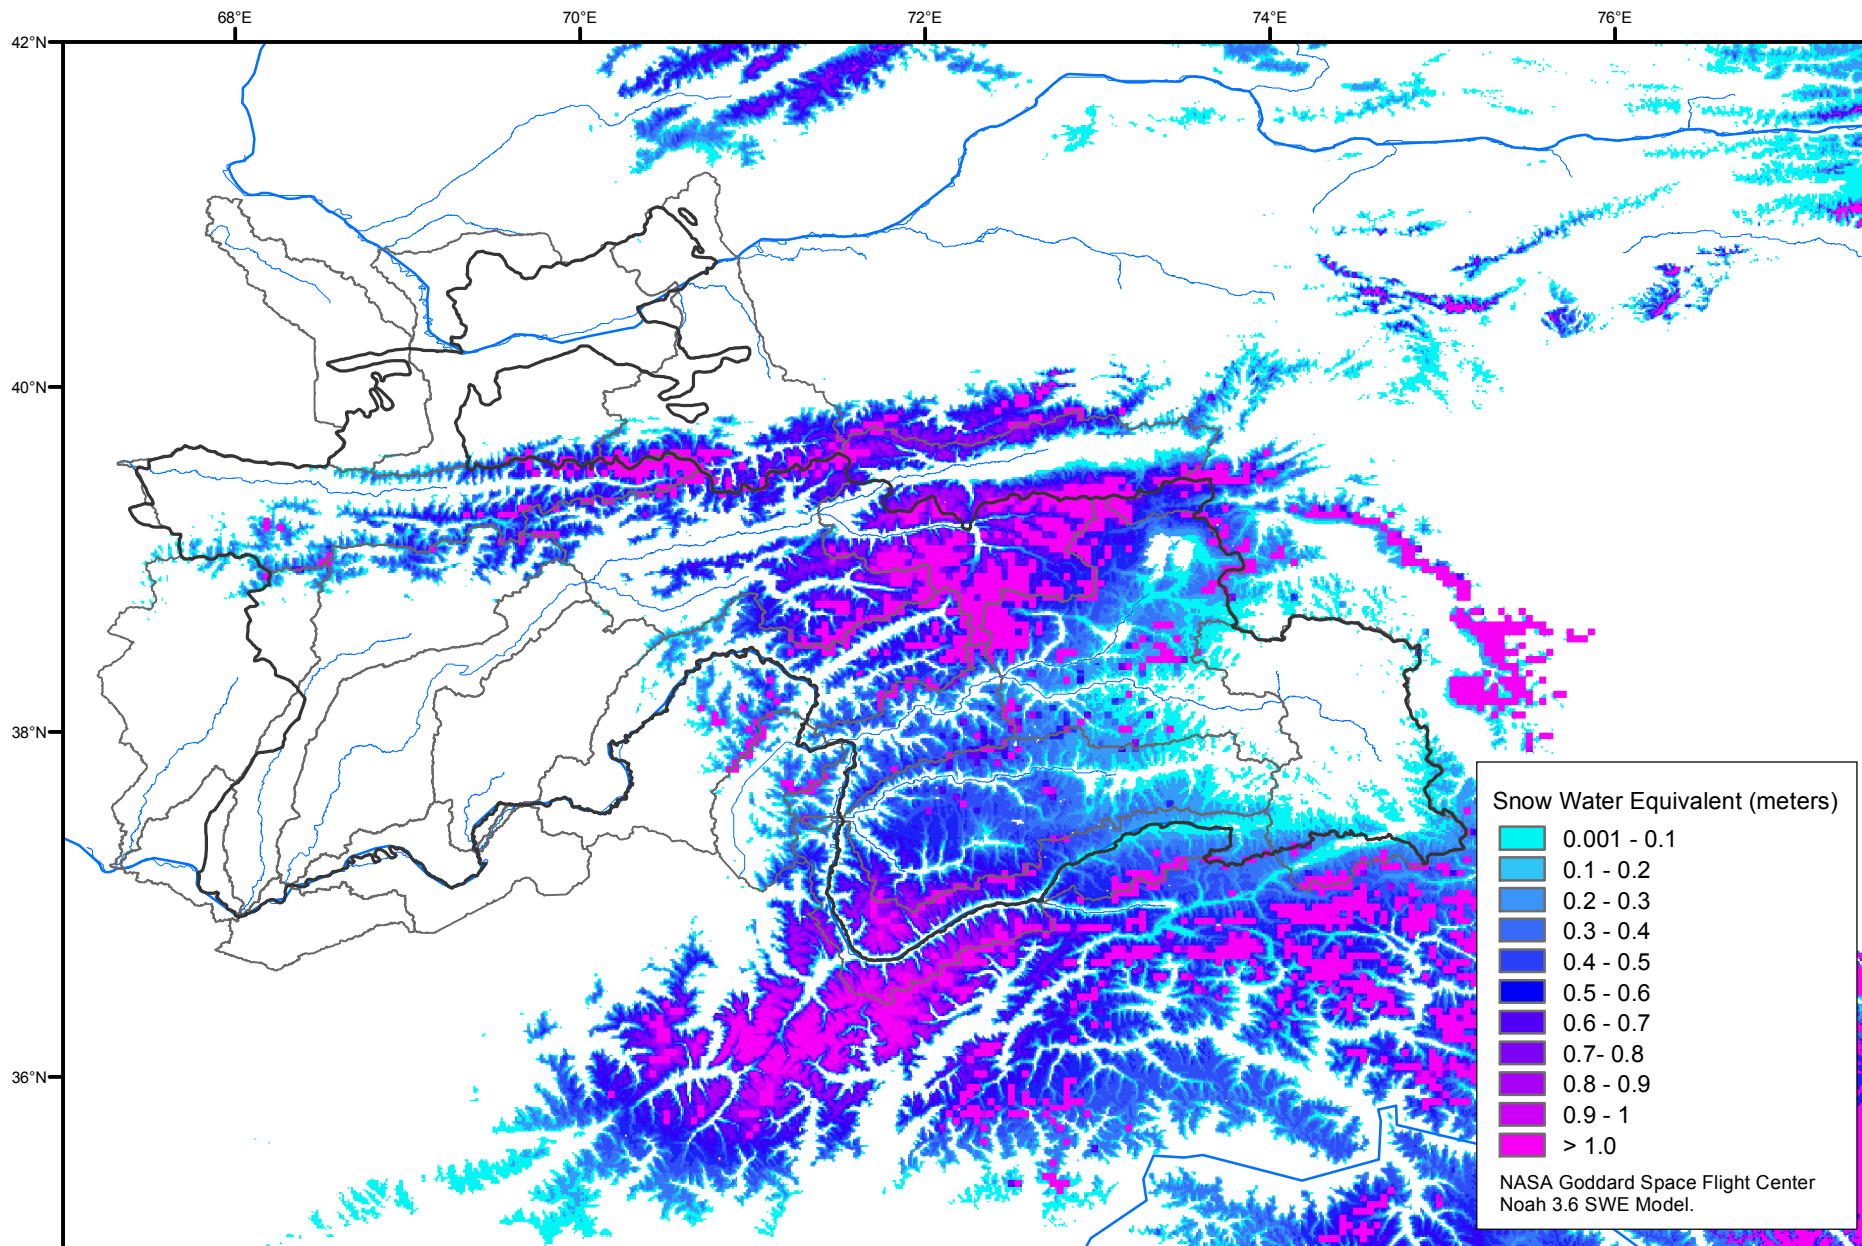 68°E
70°E
72°E
74°E
76°E
42°N
40°N
38°N
36°N
Snow Water Equivalent (meters)
0.001 - 0.1
0.1 - 0.2
0.2 - 0.3
0.3 - 0.4
0.4 - 0.5
0.5 - 0.6
0.6 - 0.7
0.7- 0.8
0.8 - 0.9
0.9 - 1
> 1.0
NASA Goddard Space Flight Center
Noah 3.6 SWE Model.